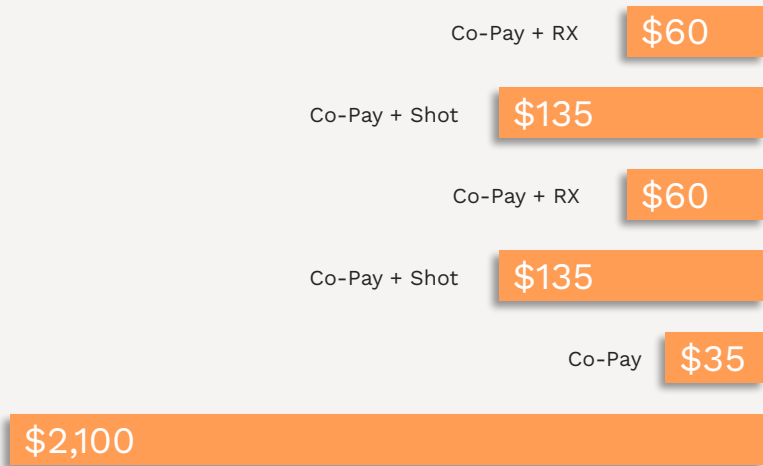 Co-Pay + RX $60
Co-Pay + Shot $135
Co-Pay + RX $60
Co-Pay + Shot $135
Co-Pay $35
$2,100